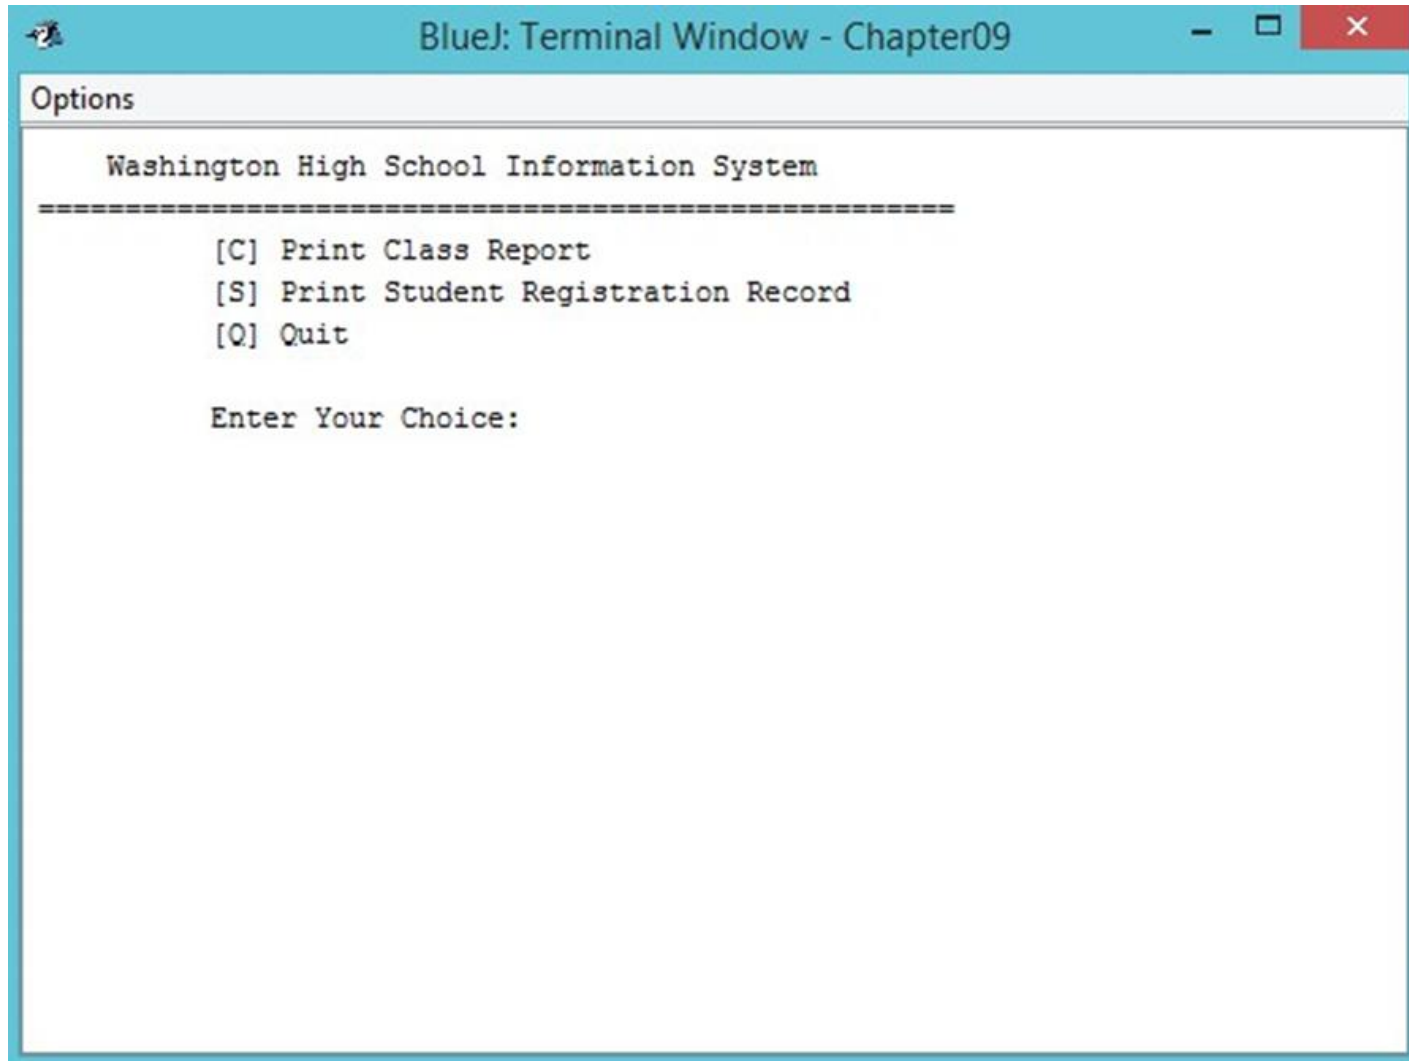 BlueJ: Terminal Window - Chapter09
Options
Washington High School Information System
=====================================================
[C] Print Class Report
[S] Print Student Registration Record
[Q] Quit
Enter Your Choice: